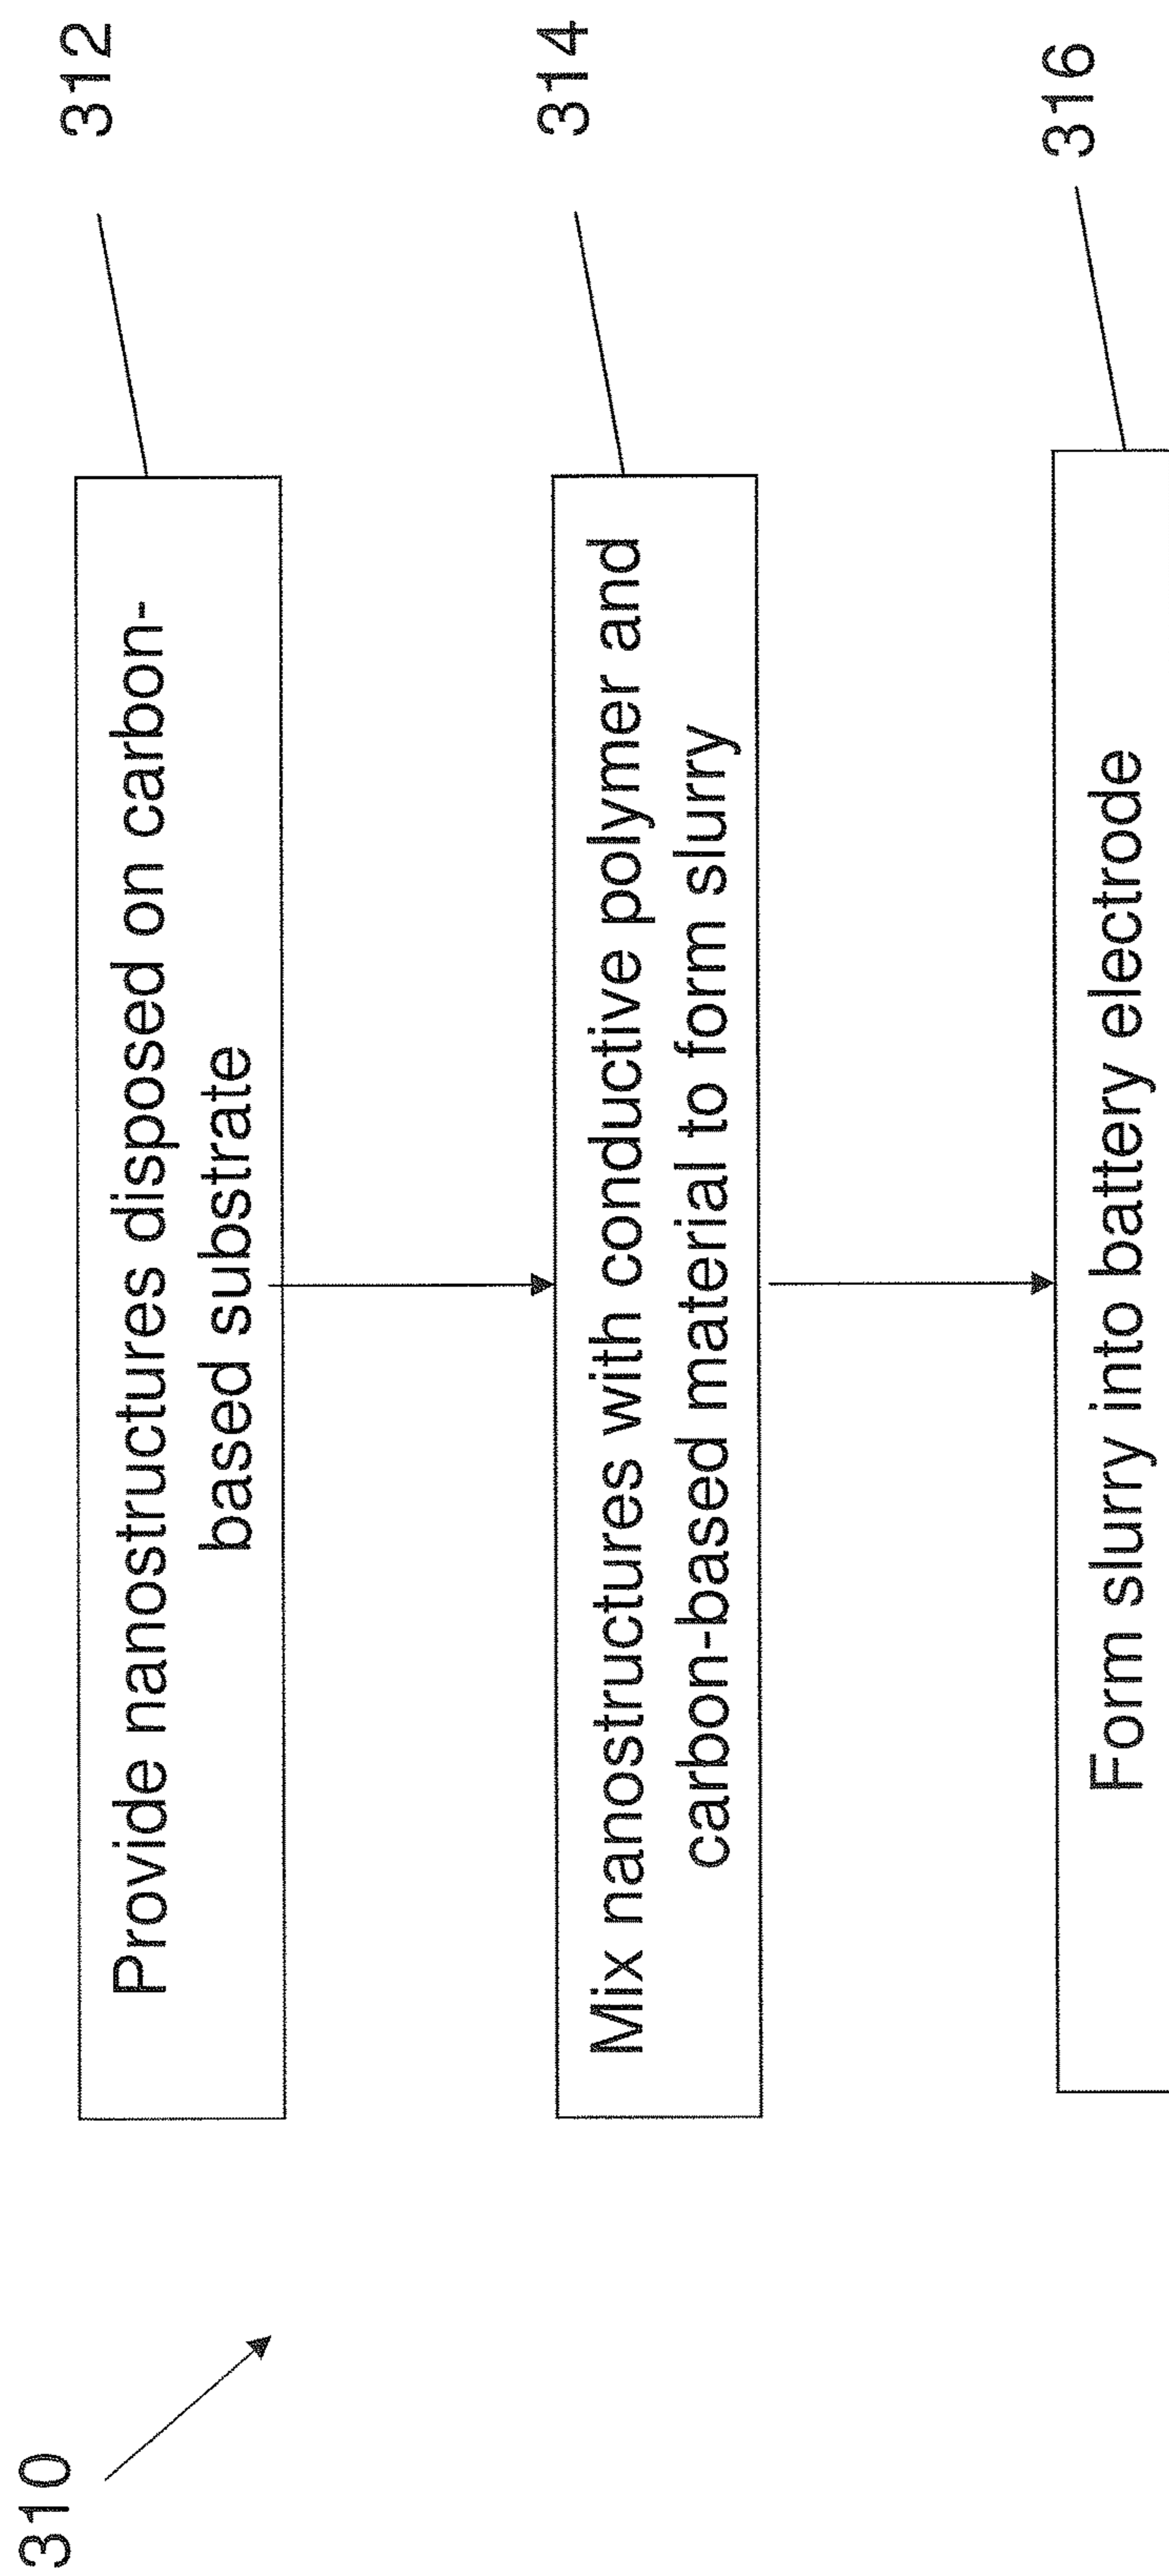 310
312
Provide nanostructures disposed on carbon-
based substrate
314
Mix nanostructures with conductive polymer and
carbon-based material to form slurry
316
Form slurry into battery electrode